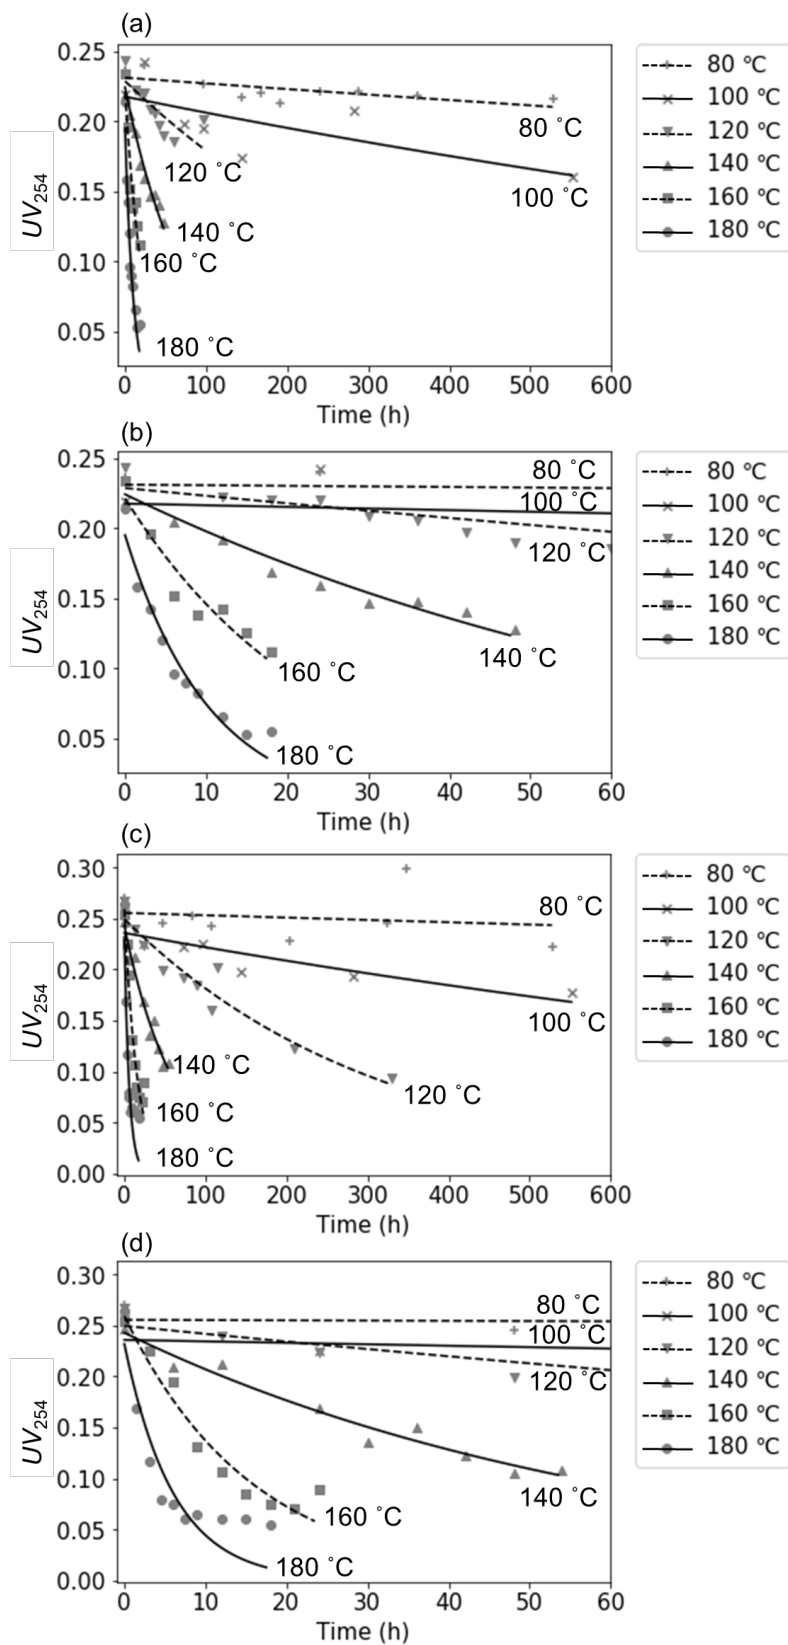 (a)
0.25
0.20
0.15
0.10
0.05
UV254
80 ˚C
100 ˚C
120 ˚C
140 ˚C
160 ˚C
180 ˚C
0 100 200 300 400 500 600
Time (h)
80 ℃
100 ℃
120 ℃
140 ℃
160 ℃
180 ℃
(b)
0.25
0.20
0.15
0.10
0.05
UV254
80 ˚C
100 ˚C
120 ˚C
140 ˚C
160 ˚C
180 ˚C
0 10 20 30 40 50 60
Time (h)
80 ℃
100 ℃
120 ℃
140 ℃
160 ℃
180 ℃
(c)
0.30
0.25
0.20
0.15
0.10
0.05
0.00
UV254
80 ˚C
100 ˚C
120 ˚C
140 ˚C
160 ˚C
180 ˚C
0 100 200 300 400 500 600
Time (h)
80 ℃
100 ℃
120 ℃
140 ℃
160 ℃
180 ℃
(d)
0.30
0.25
0.20
0.15
0.10
0.05
0.00
UV254
80 ˚C
100 ˚C
120 ˚C
140 ˚C
160 ˚C
180 ˚C
0 10 20 30 40 50 60
Time (h)
80 ℃
100 ℃
120 ℃
140 ℃
160 ℃
180 ℃